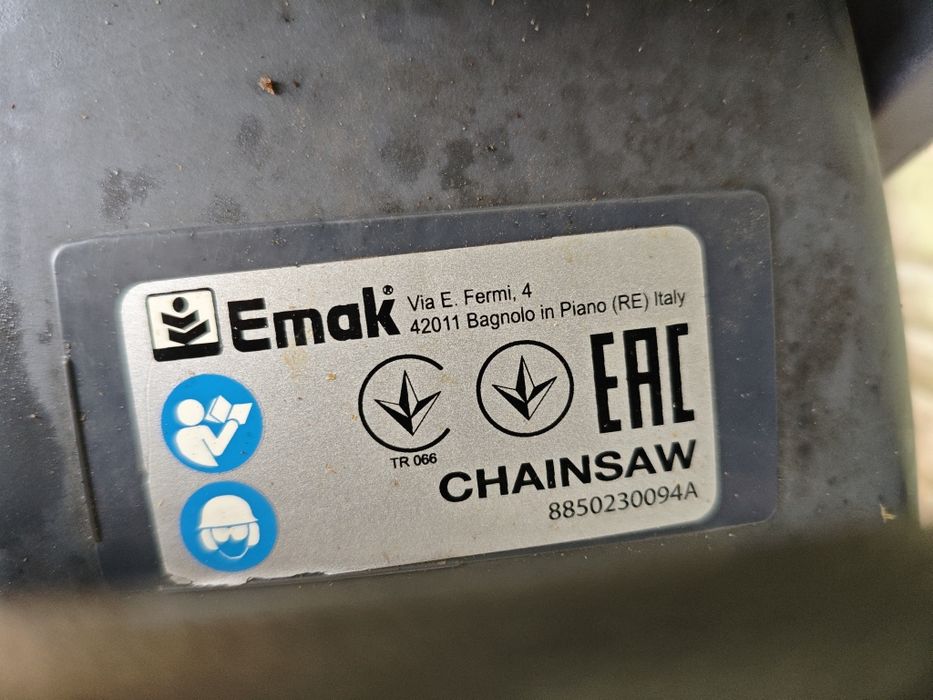 Emak®
Via E. Fermi, 4
42011 Bagnolo in Piano (RE) Italy
EAC
TR 066
CHAINSAW
8850230094A